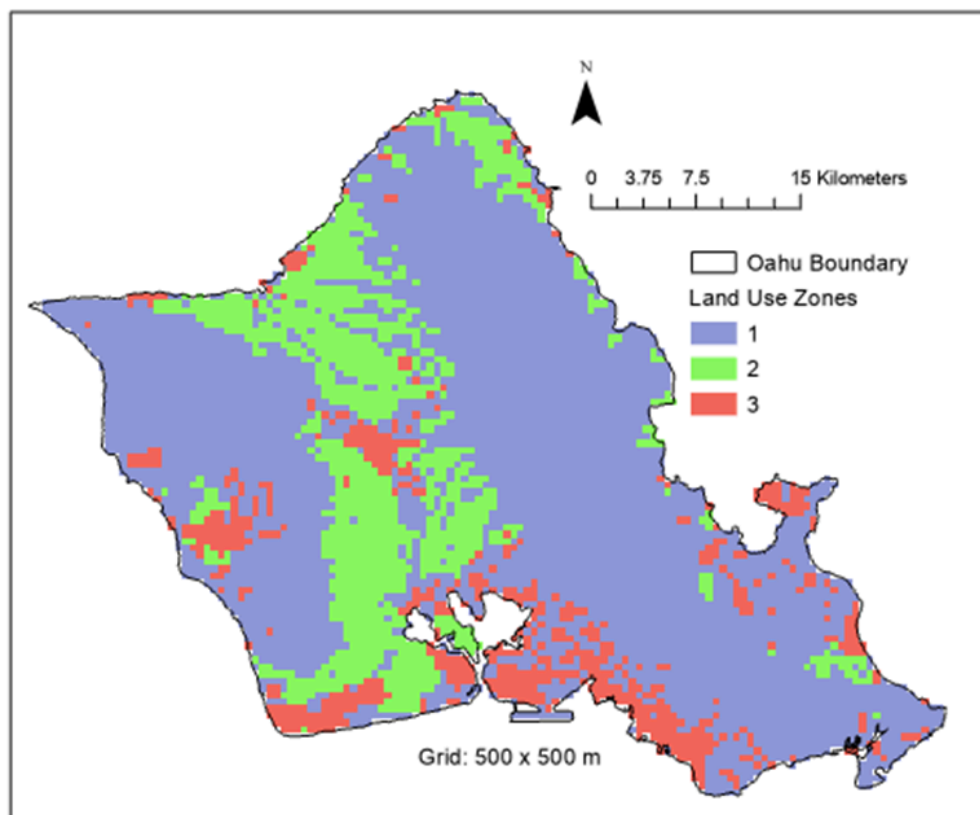 N
0 3.75 7.5 15 Kilometers
Oahu Boundary
Land Use Zones
1
2
3
Grid: 500 x 500 m